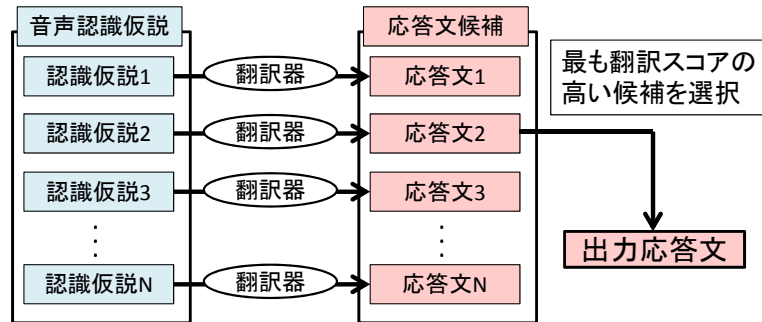 音声認識仮説
応答文候補
認識仮説1
翻訳器
応答文1
最も翻訳スコアの
高い候補を選択
認識仮説2
翻訳器
応答文2
認識仮説3
翻訳器
応答文3
⋮
⋮
出力応答文
認識仮説N
翻訳器
応答文N